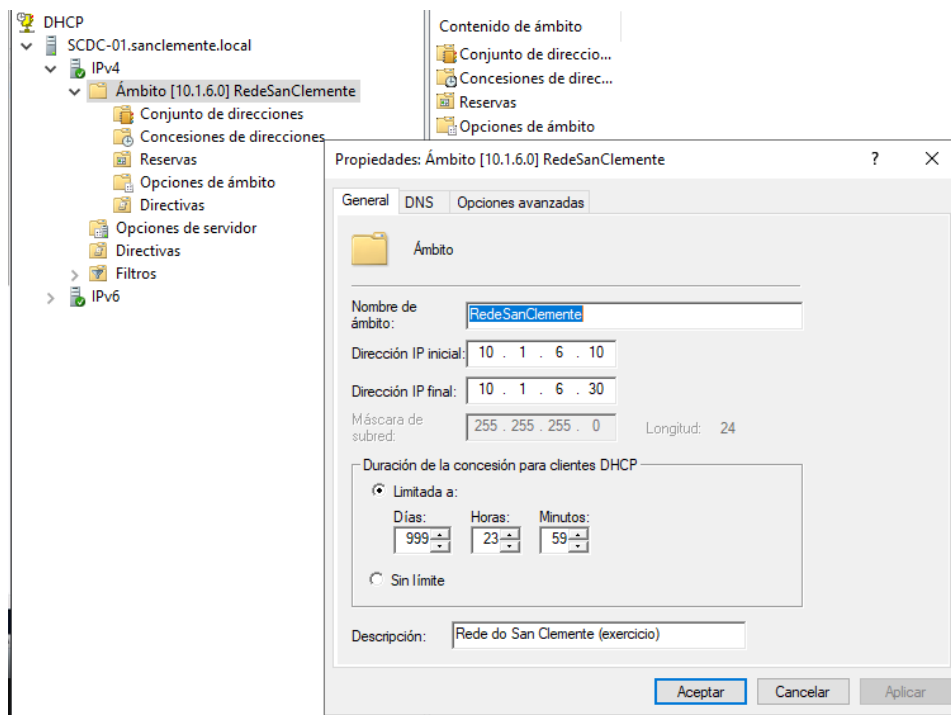 DHCP
SCDC-01.sanclemente.local
IPv4
Ámbito [10.1.6.0] RedeSanClemente
Conjunto de direcciones
Concesiones de direcciones
Reservas
Opciones de ámbito
Directivas
Opciones de servidor
Directivas
Filtros
IPv6
Contenido de ámbito
Conjunto de direccio...
Concesiones de direc...
Reservas
Opciones de ámbito
Propiedades: Ámbito [10.1.6.0] RedeSanClemente ? X
General DNS Opciones avanzadas
Ámbito
Nombre de
ámbito:
RedeSanClemente
Dirección IP inicial: 10 . 1 . 6 . 10
Dirección IP final: 10 . 1 . 6 . 30
Máscara de
subred:
255 . 255 . 255 . 0 Longitud: 24
Duración de la concesión para clientes DHCP
Limitada a:
Días: Horas: Minutos:
999 23 59
Sin límite
Descripción: Rede do San Clemente (exercicio)
Aceptar Cancelar Aplicar